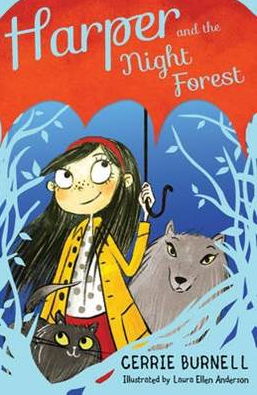 Harper
and the
Night
Forest
CERRIE BURNELL
Illustrated by Laura Ellen Anderson